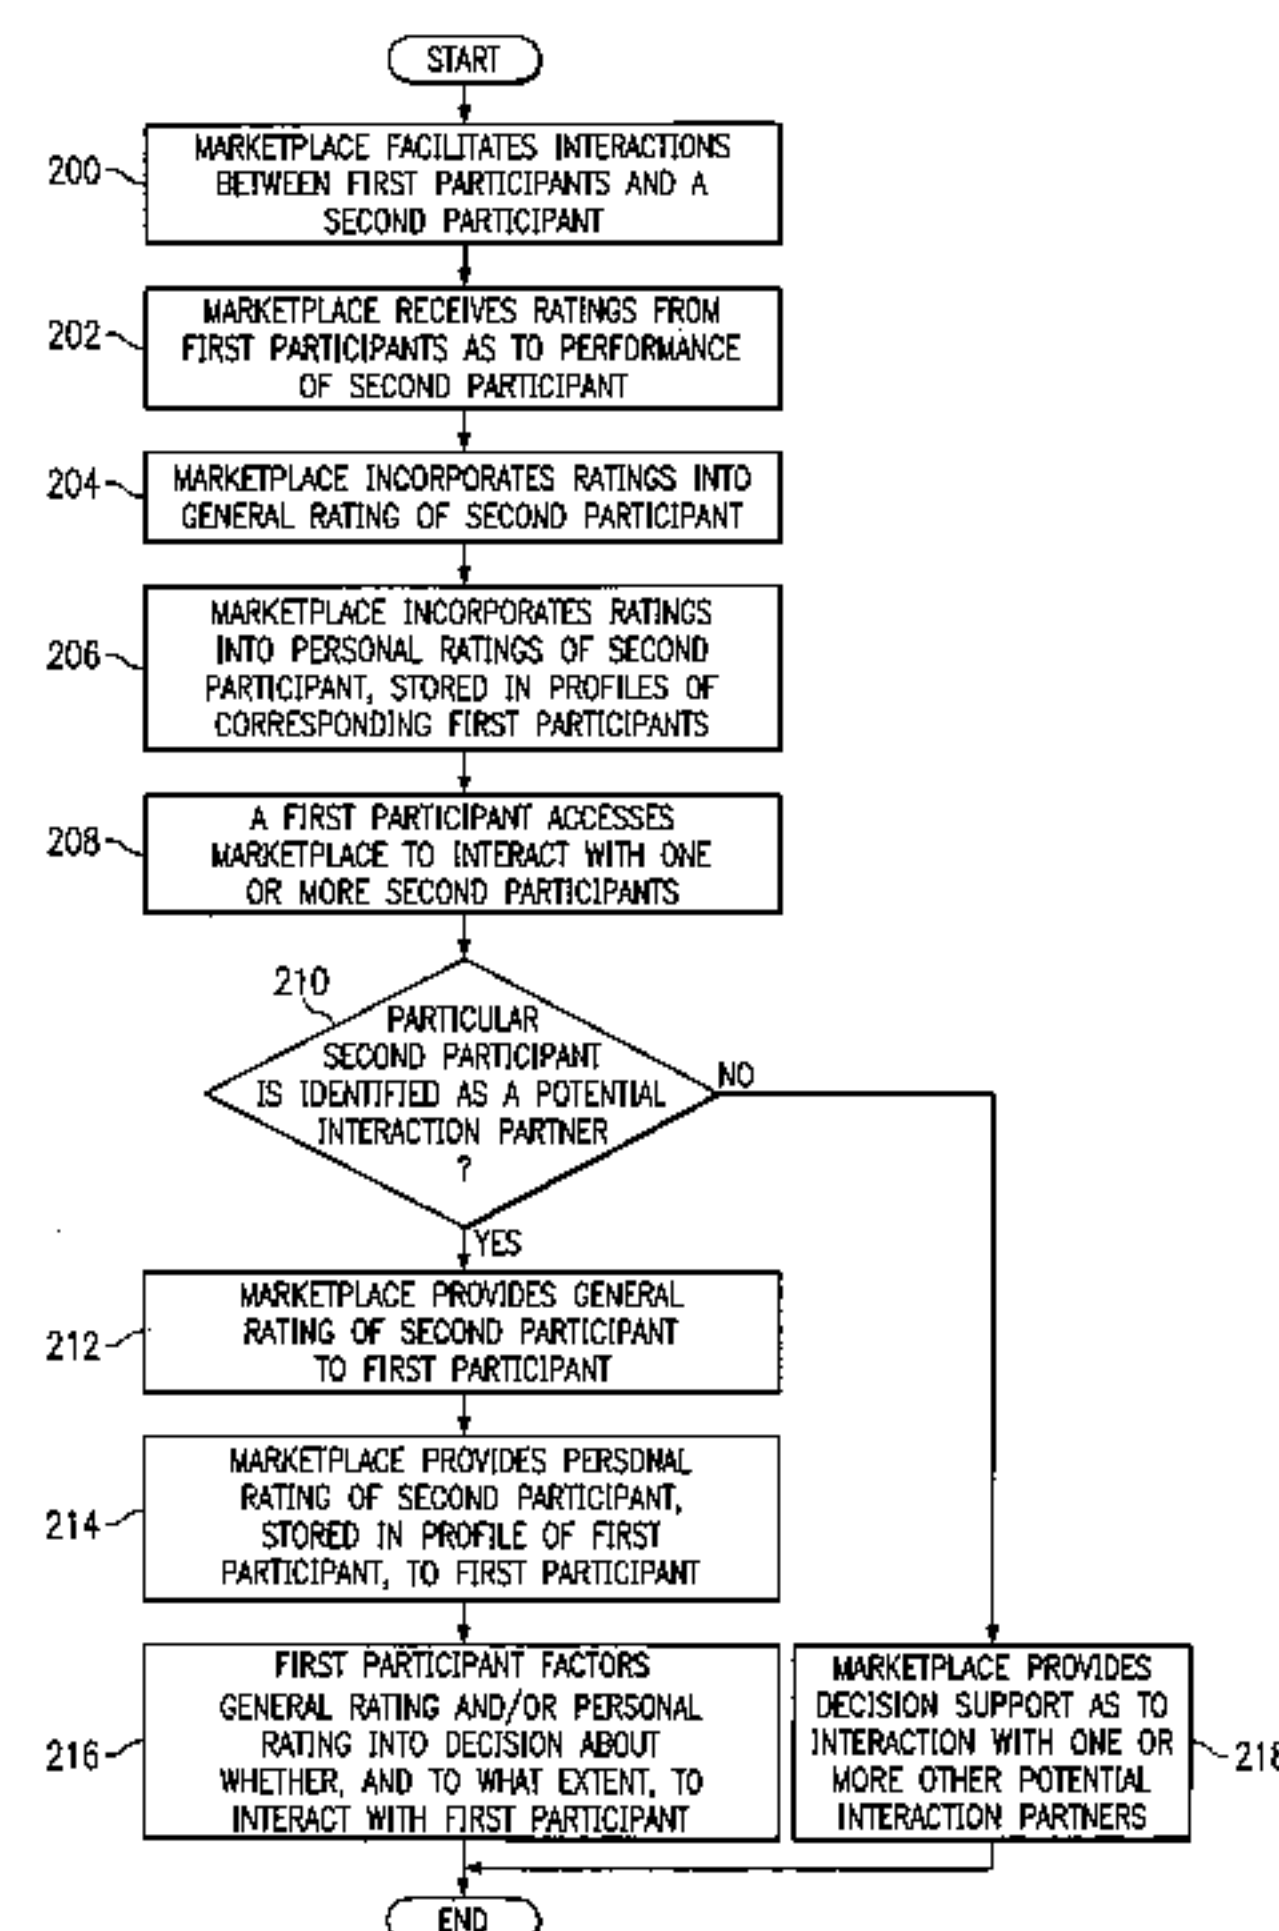 START
200
MARKETPLACE FACILITATES INTERACTIONS
BETWEEN FIRST PARTICIPANTS AND A
SECOND PARTICIPANT
202
MARKETPLACE RECEIVES RATINGS FROM
FIRST PARTICIPANTS AS TO PERFORMANCE
OF SECOND PARTICIPANT
204
MARKETPLACE INCORPORATES RATINGS INTO
GENERAL RATING OF SECOND PARTICIPANT
206
MARKETPLACE INCORPORATES RATINGS
INTO PERSONAL RATINGS OF SECOND
PARTICIPANT, STORED IN PROFILES OF
CORRESPONDING FIRST PARTICIPANTS
208
A FIRST PARTICIPANT ACCESSES
MARKETPLACE TO INTERACT WITH ONE
OR MORE SECOND PARTICIPANTS
210
PARTICULAR
SECOND PARTICIPANT
IS IDENTIFIED AS A POTENTIAL
INTERACTION PARTNER
?
NO
YES
212
MARKETPLACE PROVIDES GENERAL
RATING OF SECOND PARTICIPANT
TO FIRST PARTICIPANT
214
MARKETPLACE PROVIDES PERSONAL
RATING OF SECOND PARTICIPANT,
STORED IN PROFILE OF FIRST
PARTICIPANT, TO FIRST PARTICIPANT
216
FIRST PARTICIPANT FACTORS
GENERAL RATING AND/OR PERSONAL
RATING INTO DECISION ABOUT
WHETHER, AND TO WHAT EXTENT, TO
INTERACT WITH FIRST PARTICIPANT
MARKETPLACE PROVIDES
DECISION SUPPORT AS TO
INTERACTION WITH ONE OR
MORE OTHER POTENTIAL
INTERACTION PARTNERS
218
END